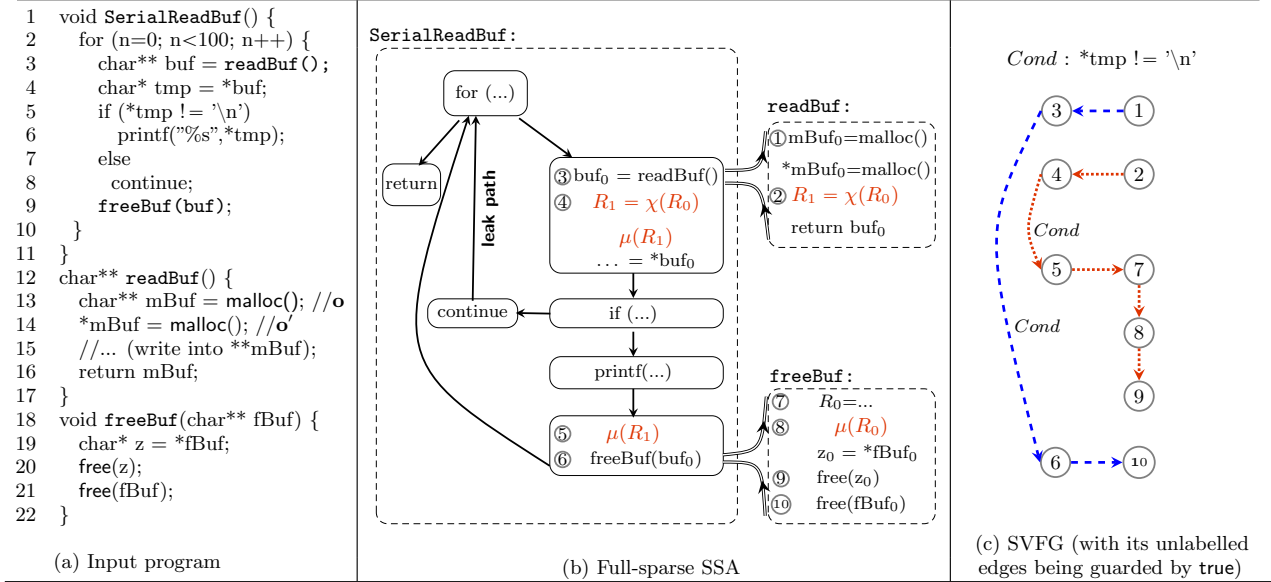 1 void SerialReadBuf() {
2 for (n=0; n<100; n++) {
3 char** buf = readBuf();
4 char* tmp = *buf;
5 if (*tmp != '\n')
6 printf("%s",*tmp);
7 else
8 continue;
9 freeBuf(buf);
10 }
11 }
12 char** readBuf() {
13 char** mBuf = malloc(); //o
14 *mBuf = malloc(); //o′
15 //... (write into **mBuf);
16 return mBuf;
17 }
18 void freeBuf(char** fBuf) {
19 char* z = *fBuf;
20 free(z);
21 free(fBuf);
22 }
(a) Input program
SerialReadBuf:
for (...)
return
leak path
③ buf₀ = readBuf()
④ R₁ = χ(R₀)
μ(R₁)
... = *buf₀
continue
if (...)
printf(...)
⑤ μ(R₁)
⑥ freeBuf(buf₀)
readBuf:
① mBuf₀=malloc()
*mBuf₀=malloc()
② R₁ = χ(R₀)
return buf₀
freeBuf:
⑦ R₀=...
⑧ μ(R₀)
z₀ = *fBuf₀
⑨ free(z₀)
⑩ free(fBuf₀)
(b) Full-sparse SSA
Cond : *tmp != '\n'
3 1
4 2
Cond
5 7
Cond
8
9
6 10
(c) SVFG (with its unlabelled
edges being guarded by true)